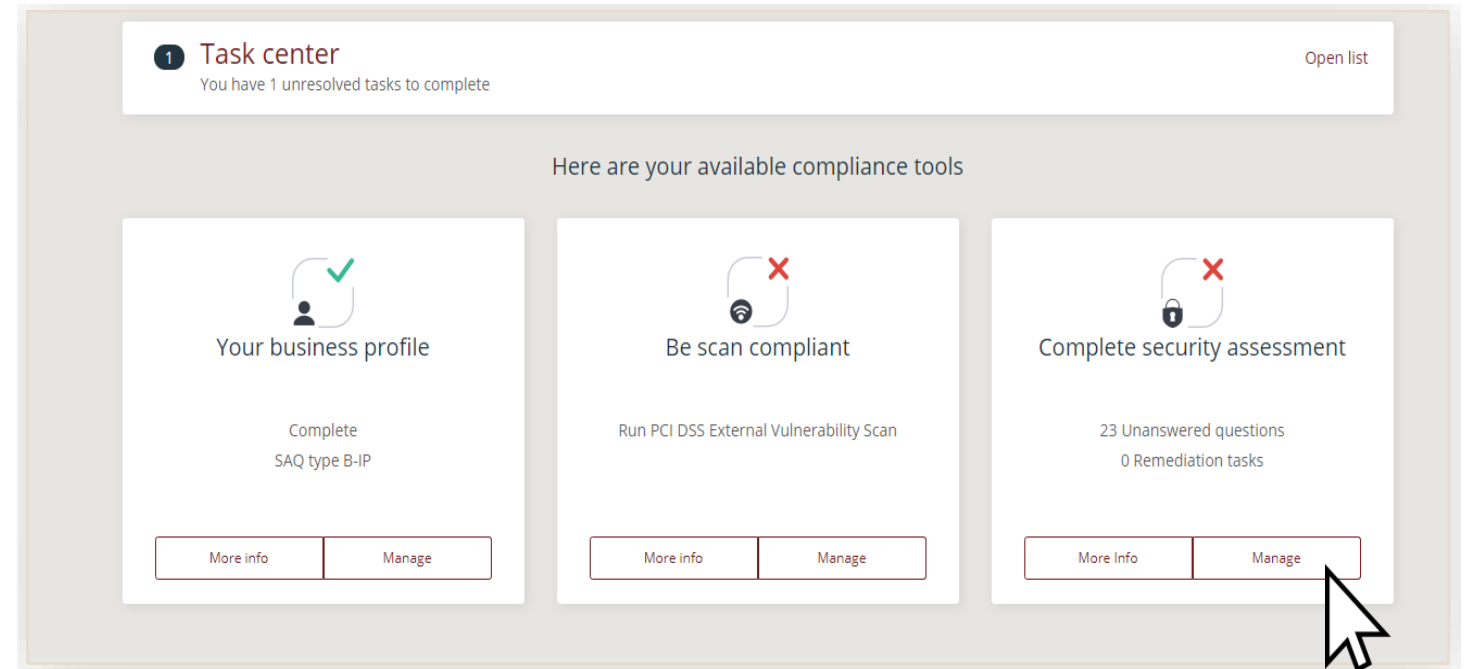 1
Task center
Open list
You have 1 unresolved tasks to complete
Here are your available compliance tools
Your business profile
Complete
SAQ type B-IP
More info
Manage
Be scan compliant
Run PCI DSS External Vulnerability Scan
More info
Manage
Complete security assessment
23 Unanswered questions
0 Remediation tasks
More Info
Manage